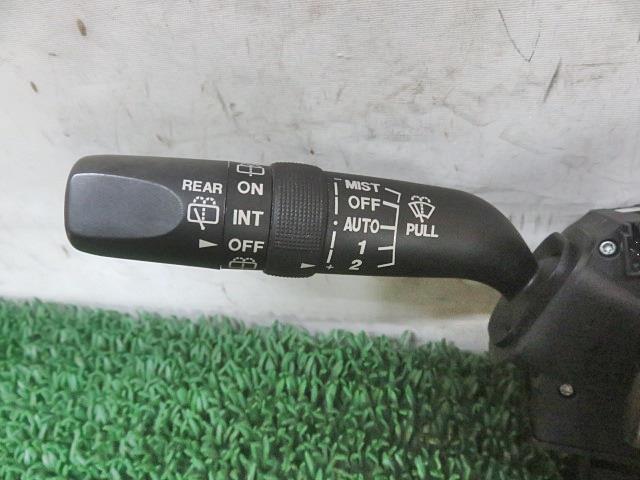 REAR
ON
INT
OFF
MIST
OFF
AUTO
1
2
- 
+
PULL